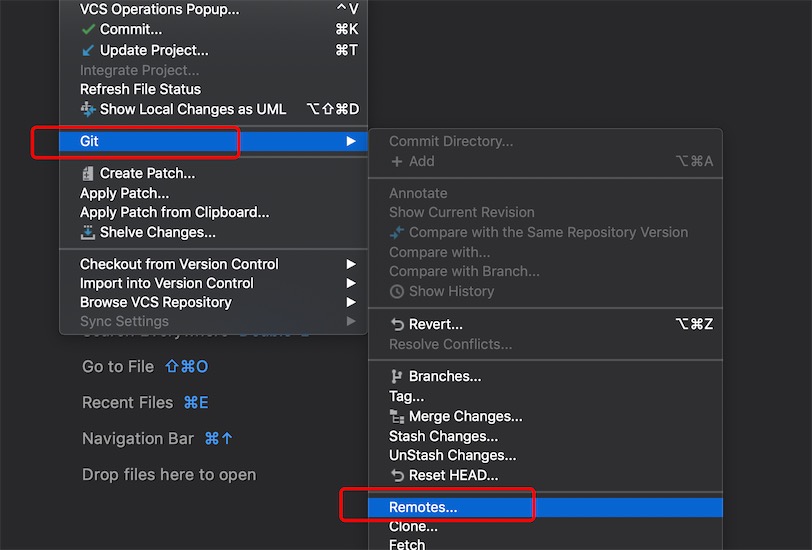 VCS Operations Popup... ^V
Commit... ⌘K
Update Project... ⌘T
Integrate Project...
Refresh File Status
Show Local Changes as UML ⌥⇧⌘D
Git
Create Patch...
Apply Patch...
Apply Patch from Clipboard...
Shelve Changes...
Checkout from Version Control
Import into Version Control
Browse VCS Repository
Sync Settings
Go to File ⇧⌘O
Recent Files ⌘E
Navigation Bar ⌘↑
Drop files here to open
Commit Directory...
+ Add ⌥⌘A
Annotate
Show Current Revision
Compare with the Same Repository Version
Compare with...
Compare with Branch...
Show History
Revert... ⌥⌘Z
Resolve Conflicts...
Branches...
Tag...
Merge Changes...
Stash Changes...
UnStash Changes...
Reset HEAD...
Remotes...
Clone...
Fetch